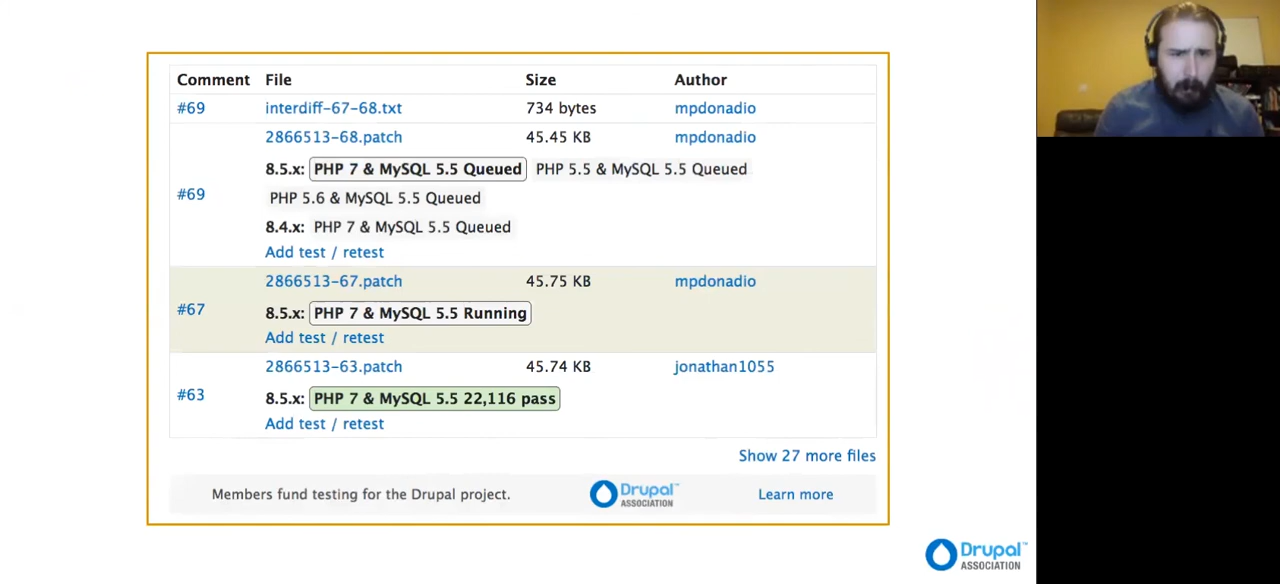 Comment File Size Author
#69 interdiff-67-68.txt 734 bytes mpdonadio
2866513-68.patch 45.45 KB mpdonadio
8.5.x: PHP 7 & MySQL 5.5 Queued PHP 5.5 & MySQL 5.5 Queued
#69
PHP 5.6 & MySQL 5.5 Queued
8.4.x: PHP 7 & MySQL 5.5 Queued
Add test / retest
2866513-67.patch 45.75 KB mpdonadio
#67
8.5.x: PHP 7 & MySQL 5.5 Running
Add test / retest
2866513-63.patch 45.74 KB jonathan1055
#63
8.5.x: PHP 7 & MySQL 5.5 22,116 pass
Add test / retest
Show 27 more files
Members fund testing for the Drupal project. Drupal™ ASSOCIATION Learn more
Drupal™
ASSOCIATION